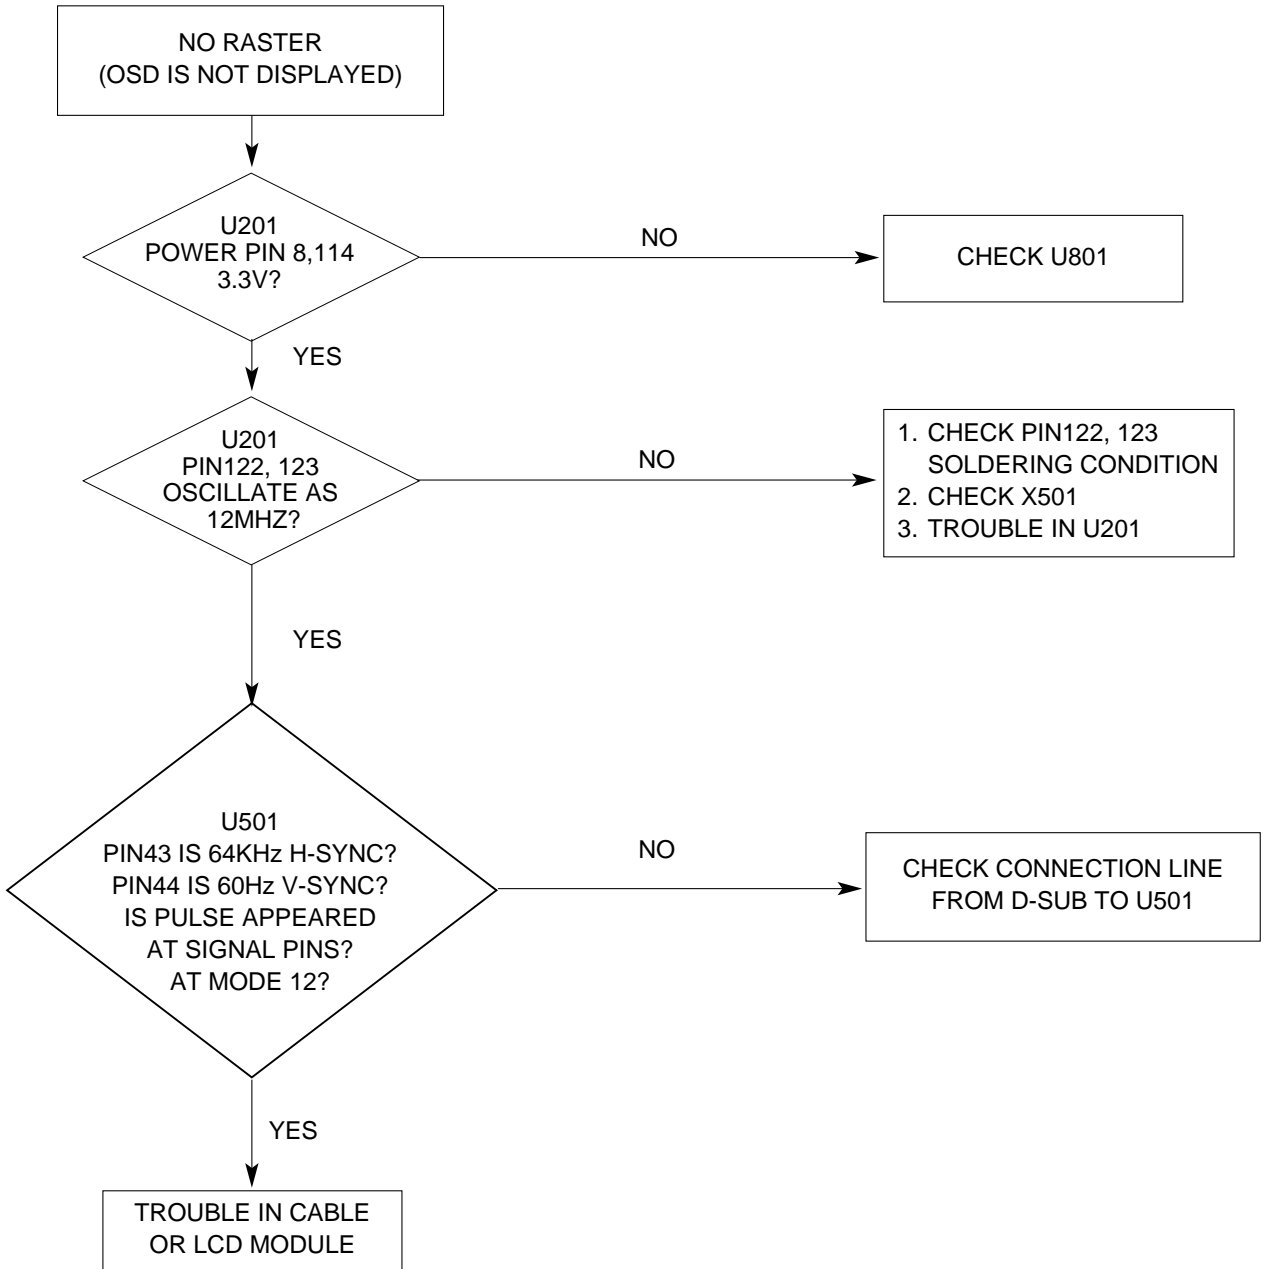 NO RASTER
(OSD IS NOT DISPLAYED)
U201
POWER PIN 8,114
3.3V?
NO
CHECK U801
YES
U201
PIN122, 123
OSCILLATE AS
12MHZ?
NO
1. CHECK PIN122, 123
SOLDERING CONDITION
2. CHECK X501
3. TROUBLE IN U201
YES
U501
PIN43 IS 64KHz H-SYNC?
PIN44 IS 60Hz V-SYNC?
IS PULSE APPEARED
AT SIGNAL PINS?
AT MODE 12?
NO
CHECK CONNECTION LINE
FROM D-SUB TO U501
YES
TROUBLE IN CABLE
OR LCD MODULE